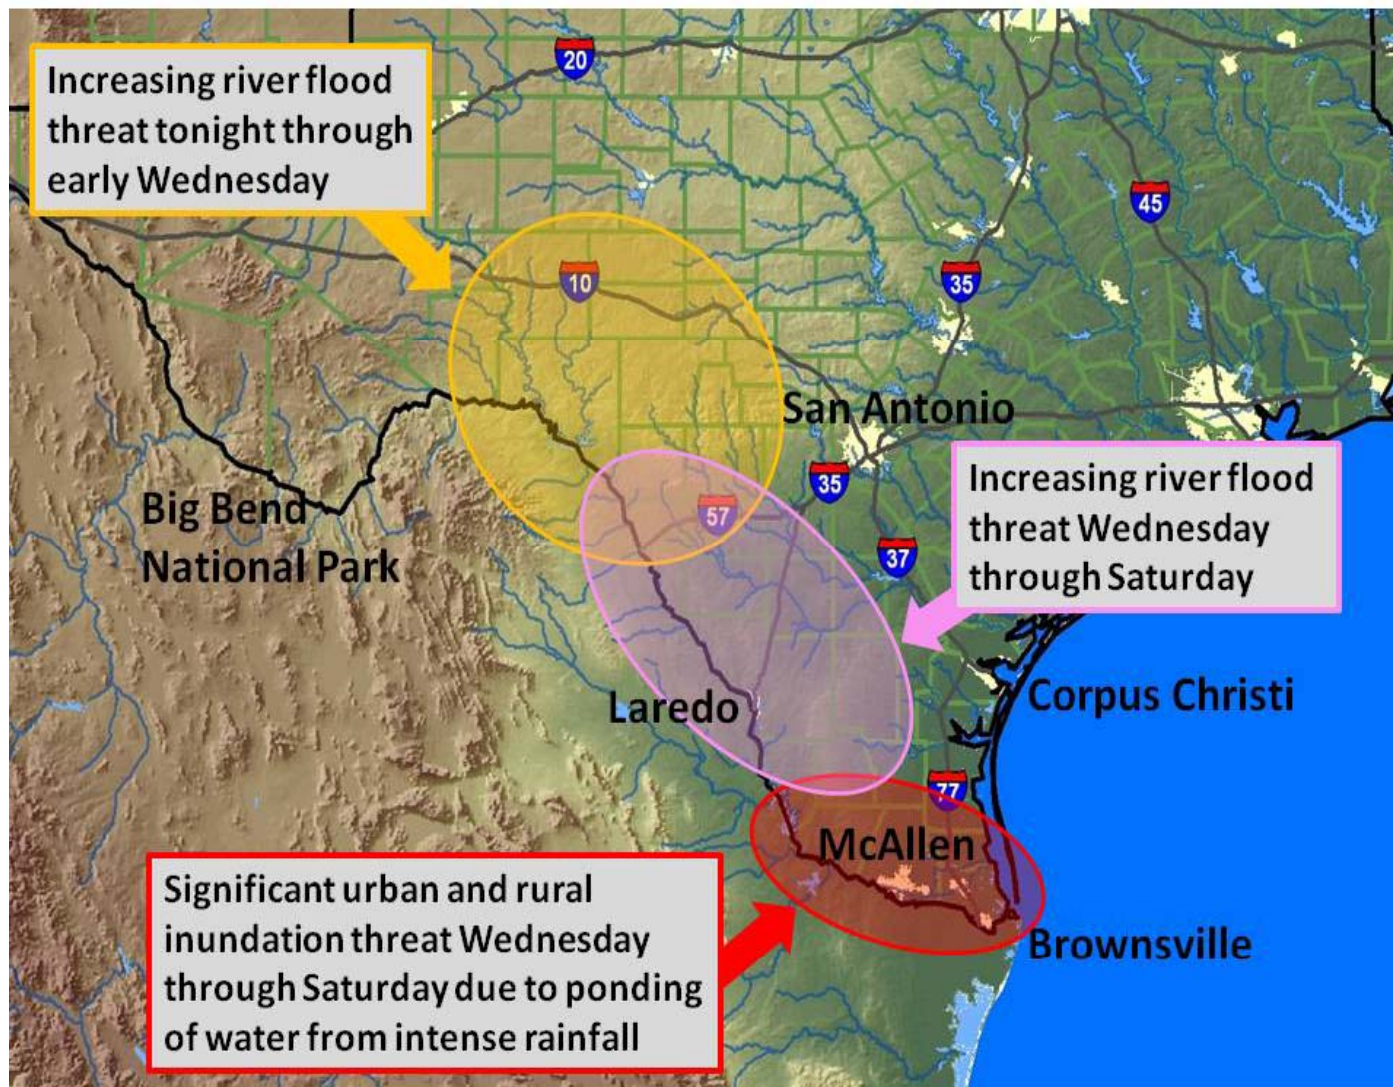 Increasing river flood
threat tonight through
early Wednesday
20
45
10
35
San Antonio
35
57
37
Increasing river flood
threat Wednesday
through Saturday
Big Bend
National Park
Laredo
Corpus Christi
77
McAllen
Brownsville
Significant urban and rural
inundation threat Wednesday
through Saturday due to ponding
of water from intense rainfall